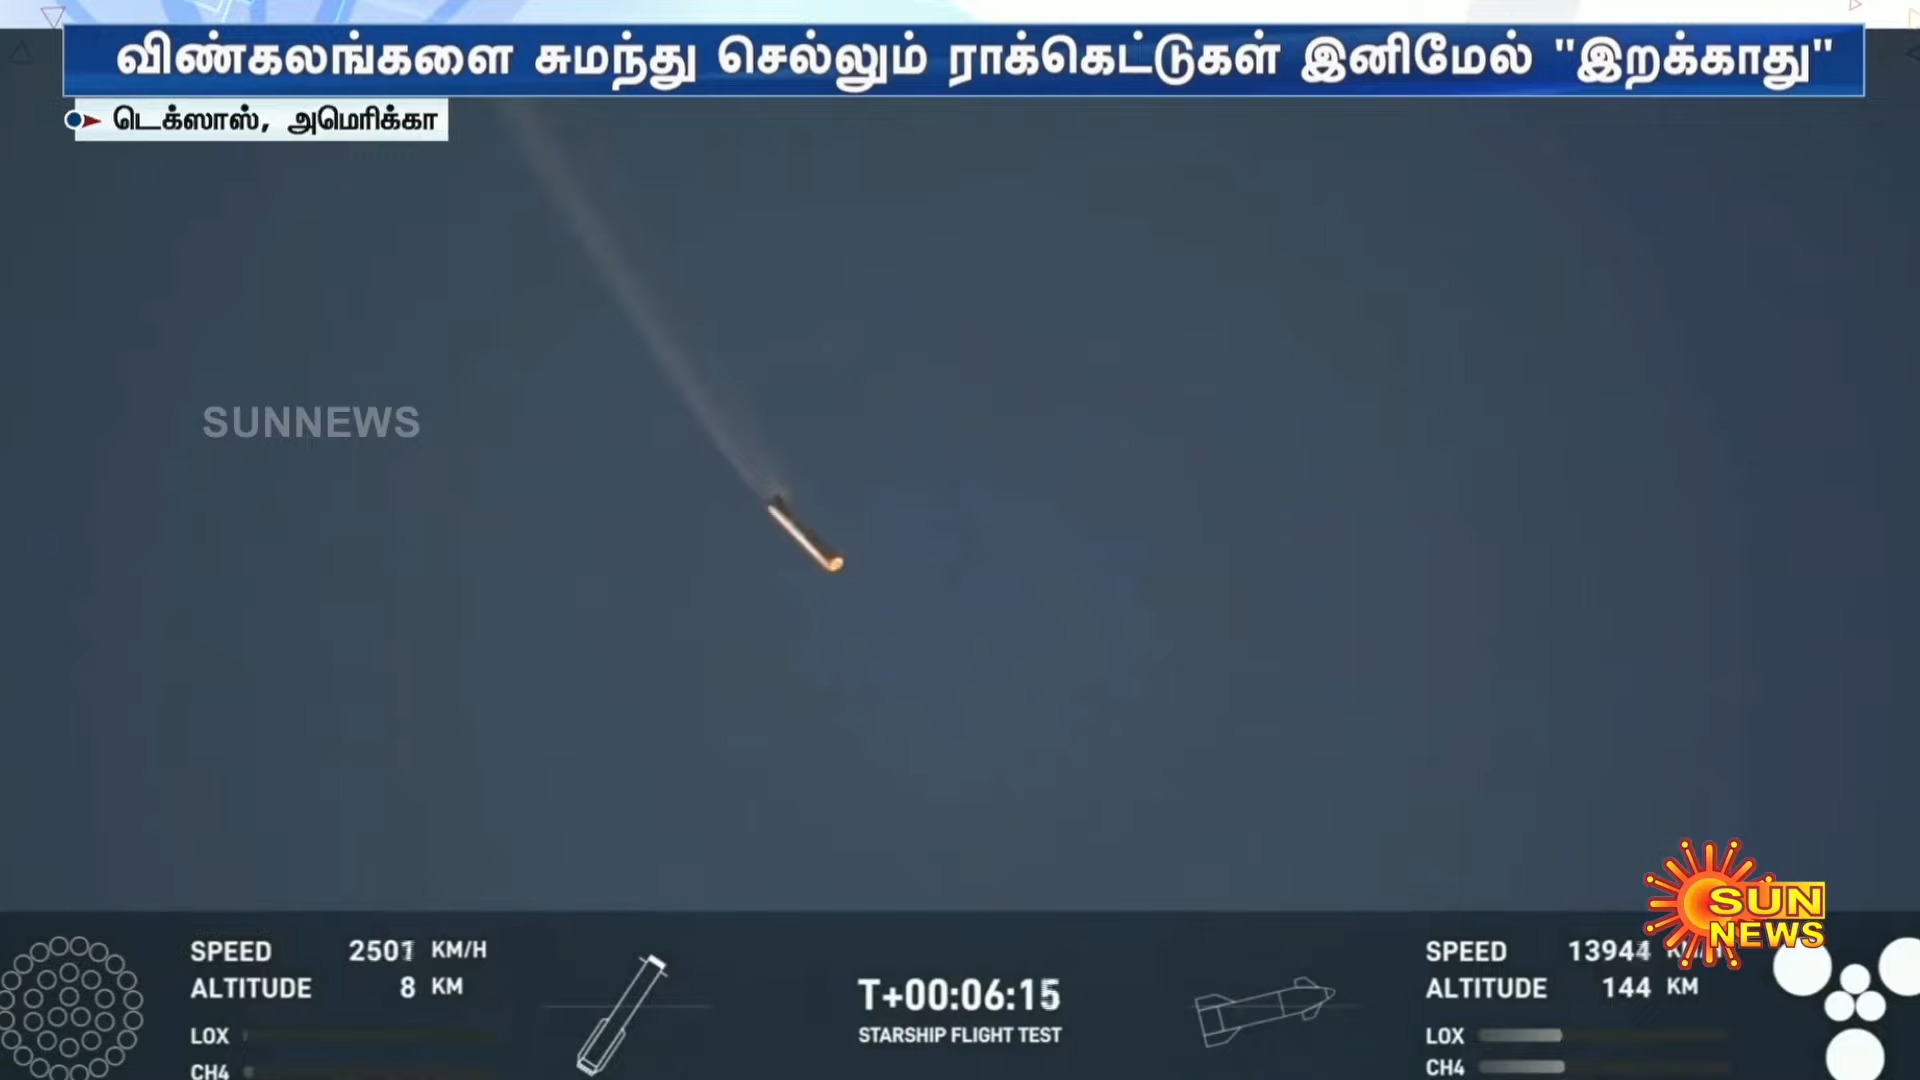 விண்கலங்களை சுமந்து செல்லும் ராக்கெட்டுகள் இனிமேல் "இறக்காது"
டெக்ஸாஸ், அமெரிக்கா
SUNNEWS
SUN
NEWS
SPEED 2501 KM/H
ALTITUDE 8 KM
LOX
CH4
T+00:06:15
STARSHIP FLIGHT TEST
SPEED 13944
ALTITUDE 144 KM
LOX
CH4